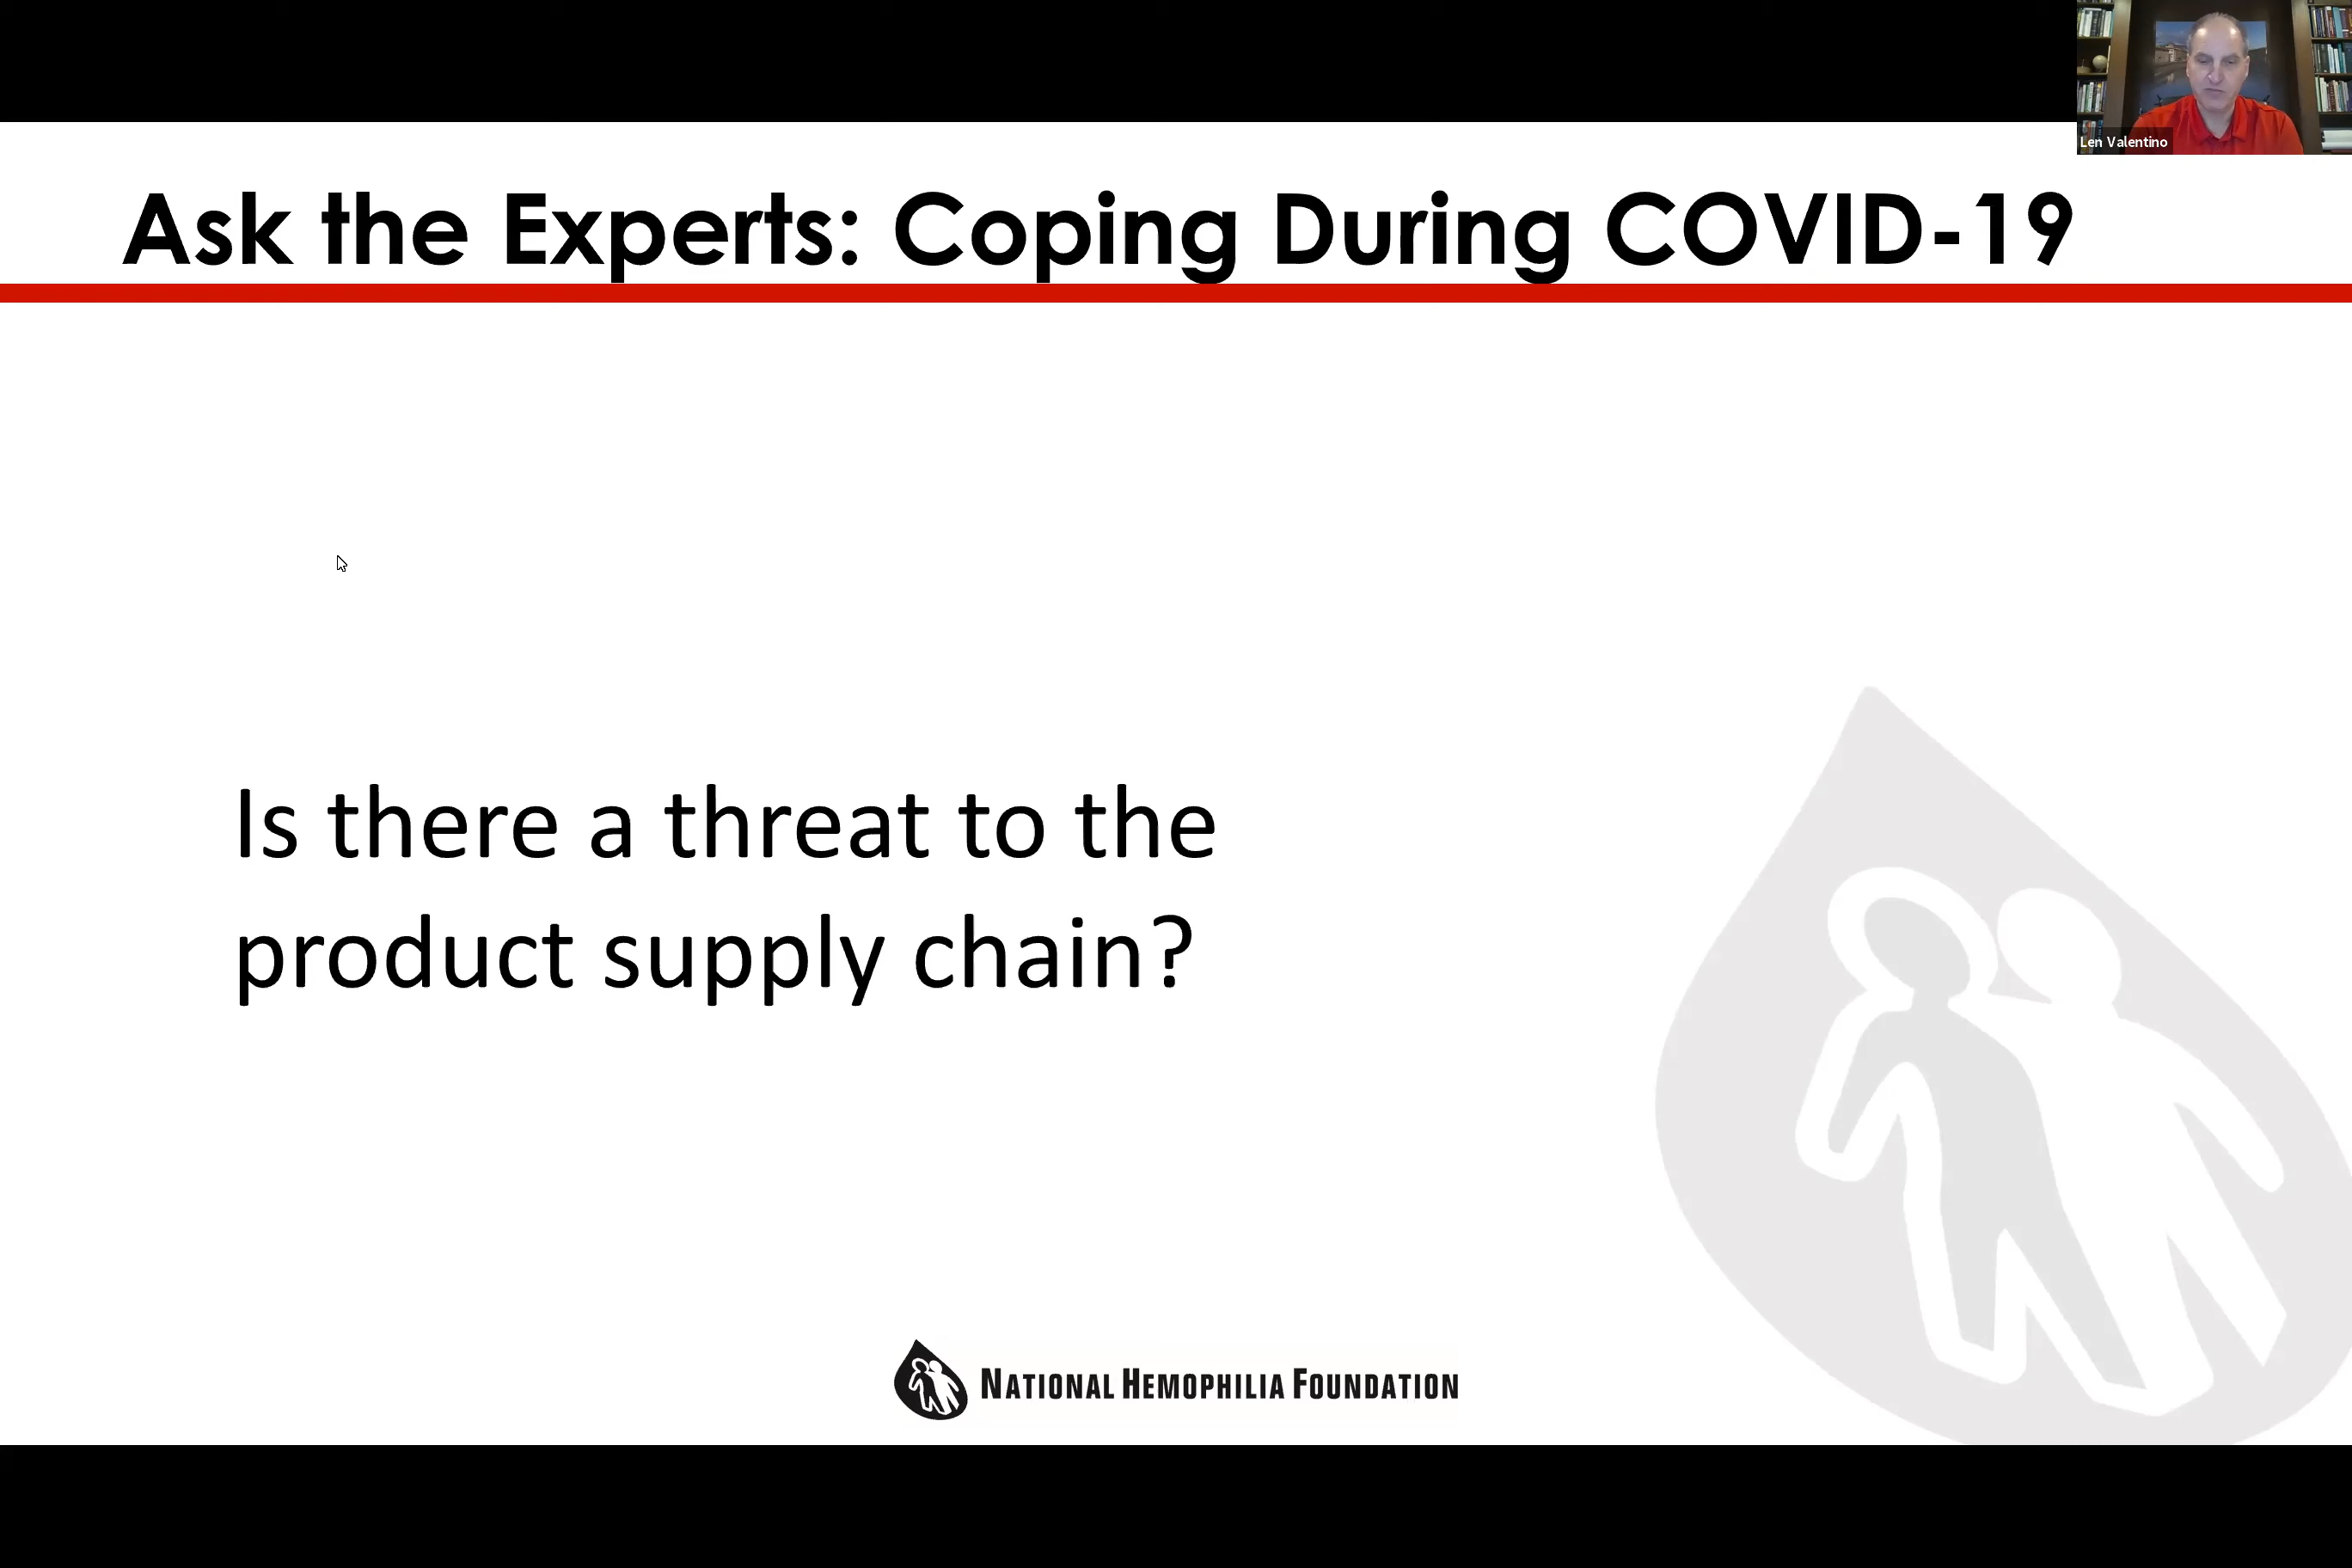 Len Valentino
Ask the Experts: Coping During COVID-19
Is there a threat to the
product supply chain?
NATIONAL HEMOPHILIA FOUNDATION